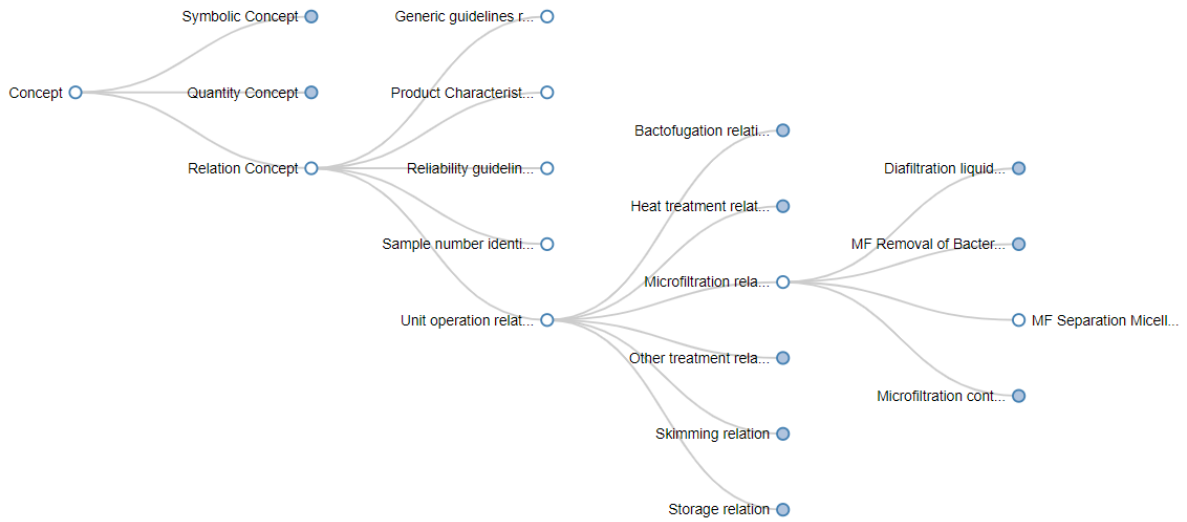 Symbolic Concept
Generic guidelines r...
Concept
Quantity Concept
Product Characterist...
Bactofugation relati...
Relation Concept
Reliability guidelin...
Diafiltration liquid...
Heat treatment relat...
Sample number identi...
MF Removal of Bacter...
Microfiltration rela...
Unit operation relat...
MF Separation Micell...
Other treatment rela...
Microfiltration cont...
Skimming relation
Storage relation